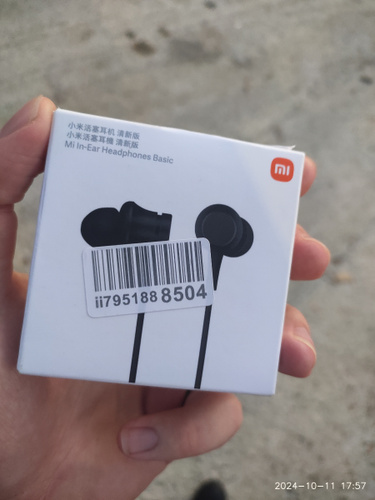 小米活塞耳机 清新版
小米活塞耳機 清新版
Mi In-Ear Headphones Basic
mi
ii795188 8504
2024-10-11 17:57